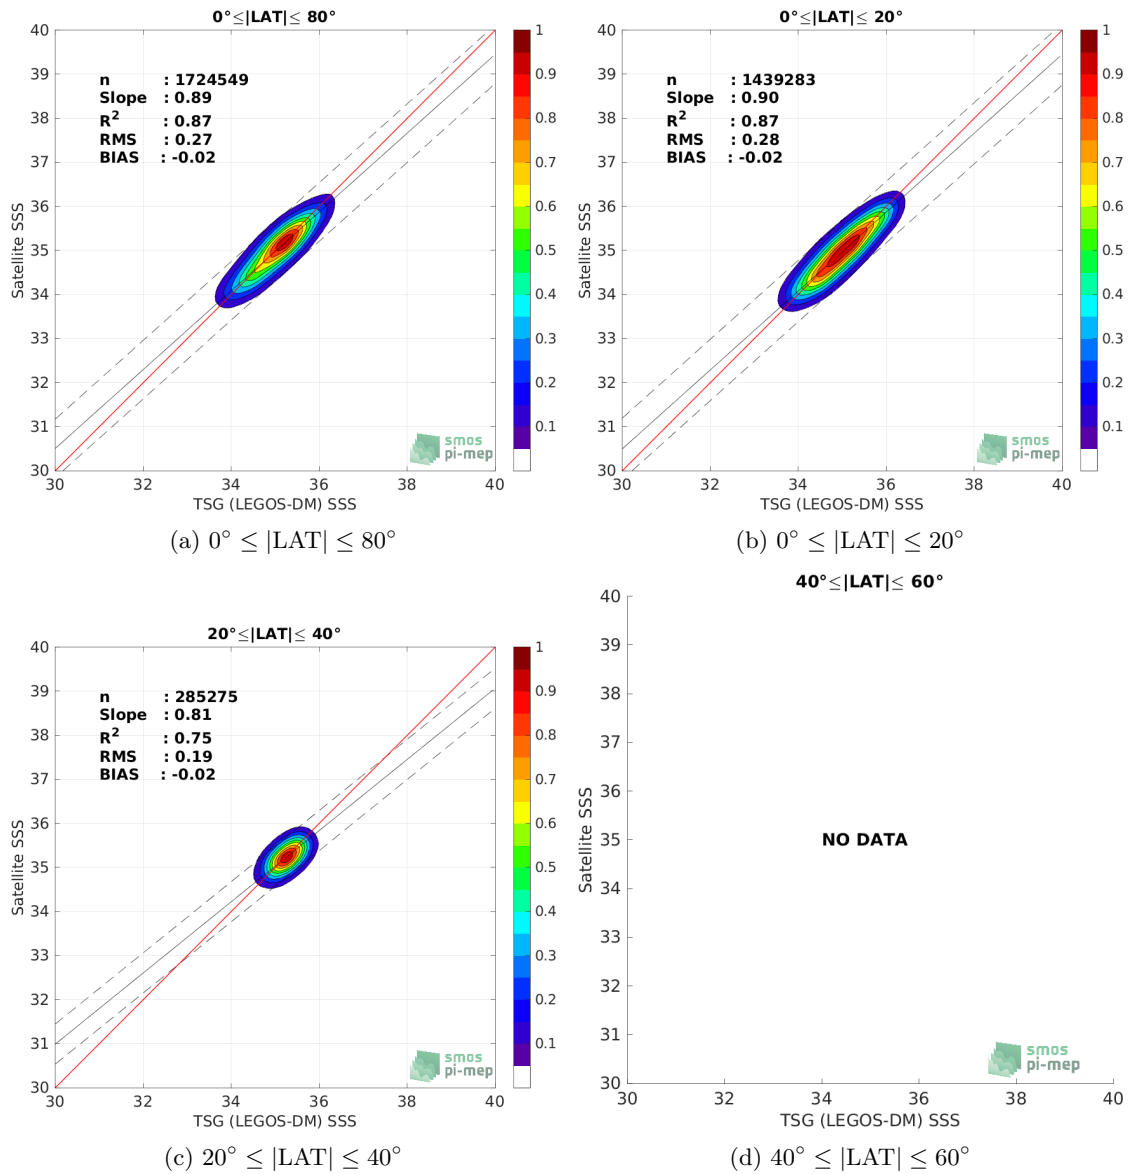 0°≤|LAT|≤ 80°
40
39
38
37
36
35
34
33
32
31
30
Satellite SSS
n : 1724549
Slope : 0.89
R² : 0.87
RMS : 0.27
BIAS : -0.02
smos
pi-mep
30 32 34 36 38 40
TSG (LEGOS-DM) SSS
1
0.9
0.8
0.7
0.6
0.5
0.4
0.3
0.2
0.1
(a) 0° ≤ |LAT| ≤ 80°
0°≤|LAT|≤ 20°
40
39
38
37
36
35
34
33
32
31
30
Satellite SSS
n : 1439283
Slope : 0.90
R² : 0.87
RMS : 0.28
BIAS : -0.02
smos
pi-mep
30 32 34 36 38 40
TSG (LEGOS-DM) SSS
1
0.9
0.8
0.7
0.6
0.5
0.4
0.3
0.2
0.1
(b) 0° ≤ |LAT| ≤ 20°
20°≤|LAT|≤ 40°
40
39
38
37
36
35
34
33
32
31
30
Satellite SSS
n : 285275
Slope : 0.81
R² : 0.75
RMS : 0.19
BIAS : -0.02
smos
pi-mep
30 32 34 36 38 40
TSG (LEGOS-DM) SSS
1
0.9
0.8
0.7
0.6
0.5
0.4
0.3
0.2
0.1
(c) 20° ≤ |LAT| ≤ 40°
40°≤|LAT|≤ 60°
40
39
38
37
36
35
34
33
32
31
30
Satellite SSS
NO DATA
smos
pi-mep
30 32 34 36 38 40
TSG (LEGOS-DM) SSS
(d) 40° ≤ |LAT| ≤ 60°